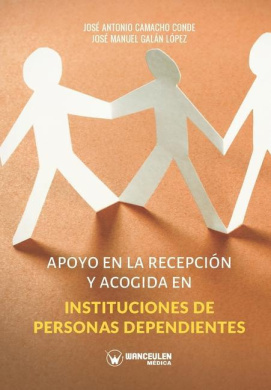 JOSÉ ANTONIO CAMACHO CONDE
JOSÉ MANUEL GALÁN LÓPEZ
APOYO EN LA RECEPCIÓN
Y ACOGIDA EN
INSTITUCIONES DE
PERSONAS DEPENDIENTES
WANCEULEN
MÉDICA